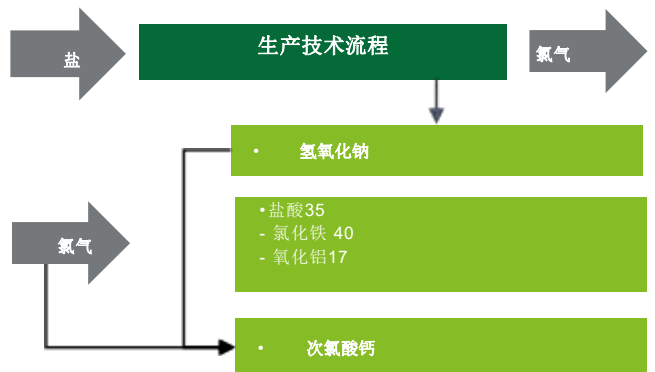 盐
生产技术流程
氯气
• 氢氧化钠
•盐酸35
- 氯化铁 40
- 氧化铝17
氯气
• 次氯酸钙